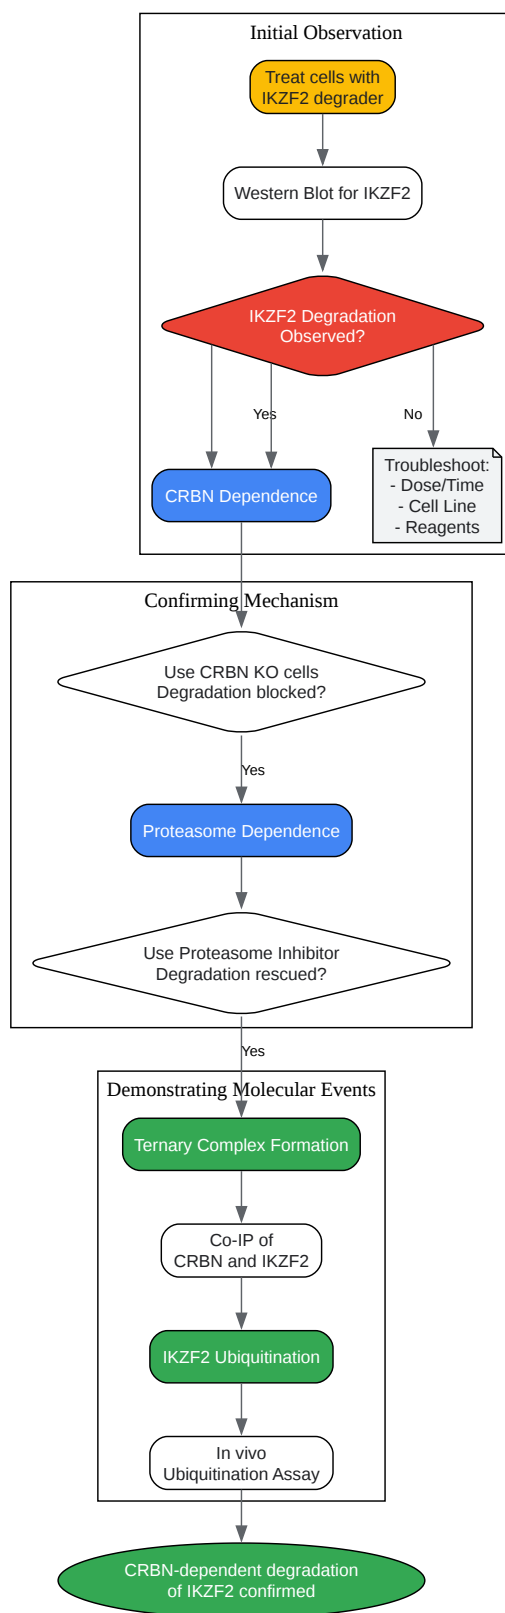 Initial Observation
Treat cells with
IKZF2 degrader
Western Blot for IKZF2
IKZF2 Degradation
Observed?
Yes
No
CRBN Dependence
Troubleshoot:
- Dose/Time
- Cell Line
- Reagents
Confirming Mechanism
Use CRBN KO cells
Degradation blocked?
Yes
Proteasome Dependence
Use Proteasome Inhibitor
Degradation rescued?
Yes
Demonstrating Molecular Events
Ternary Complex Formation
Co-IP of
CRBN and IKZF2
IKZF2 Ubiquitination
In vivo
Ubiquitination Assay
CRBN-dependent degradation
of IKZF2 confirmed